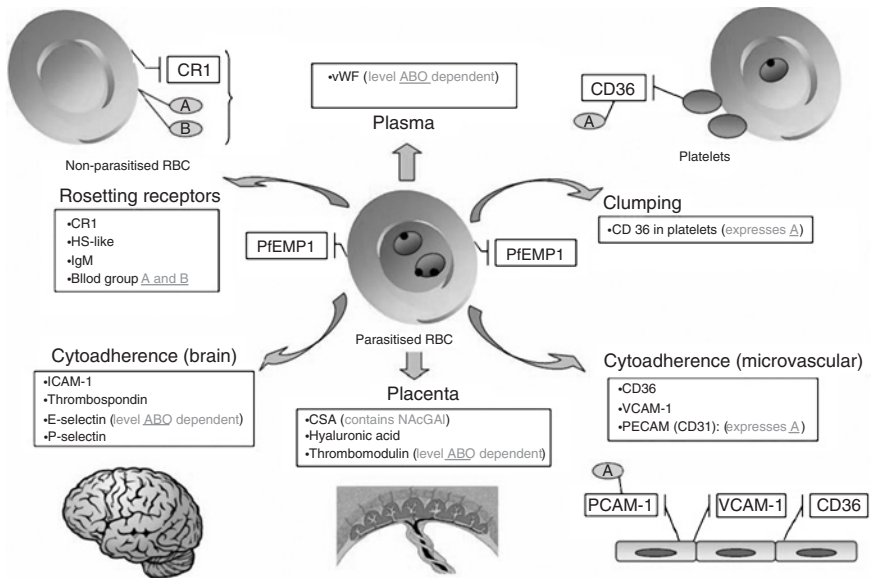 CR1
A
B
Non-parasitised RBC
•vWF (level ABO dependent)
Plasma
CD36
A
Platelets
Rosetting receptors
•CR1
•HS-like
•IgM
•Bllod group A and B
PfEMP1
PfEMP1
Parasitised RBC
Clumping
•CD 36 in platelets (expresses A)
Cytoadherence (brain)
•ICAM-1
•Thrombospondin
•E-selectin (level ABO dependent)
•P-selectin
Placenta
•CSA (contains NAcGAl)
•Hyaluronic acid
•Thrombomodulin (level ABO dependent)
Cytoadherence (microvascular)
•CD36
•VCAM-1
•PECAM (CD31): (expresses A)
A
PCAM-1
VCAM-1
CD36